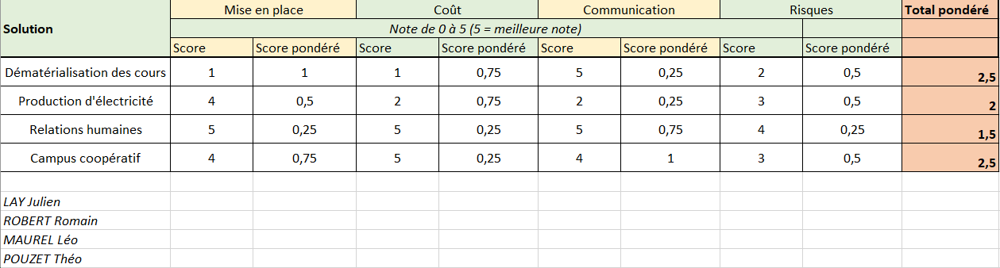 Mise en place Coût Communication Risques Total pondéré
Solution Note de 0 à 5 (5 = meilleure note)
Score Score pondéré Score Score pondéré Score Score pondéré Score Score pondéré
Dématérialisation des cours 1 1 1 0,75 5 0,25 2 0,5 2,5
Production d'électricité 4 0,5 2 0,75 2 0,25 3 0,5 2
Relations humaines 5 0,25 5 0,25 5 0,75 4 0,25 1,5
Campus coopératif 4 0,75 5 0,25 4 1 3 0,5 2,5
LAY Julien
ROBERT Romain
MAUREL Léo
POUZET Théo